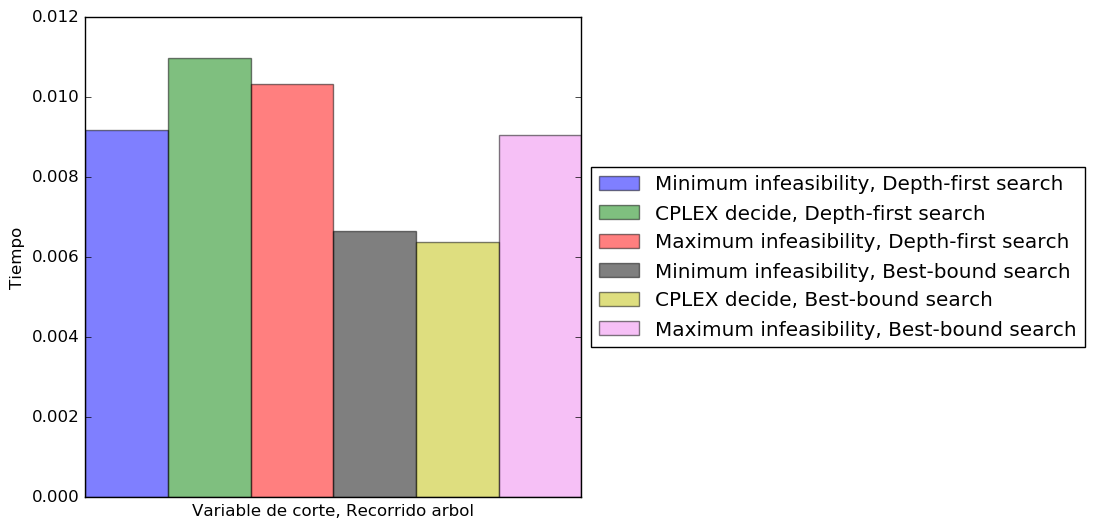 0.012
0.010
0.008
0.006
0.004
0.002
0.000
Tiempo
Variable de corte, Recorrido arbol
Minimum infeasibility, Depth-first search
CPLEX decide, Depth-first search
Maximum infeasibility, Depth-first search
Minimum infeasibility, Best-bound search
CPLEX decide, Best-bound search
Maximum infeasibility, Best-bound search